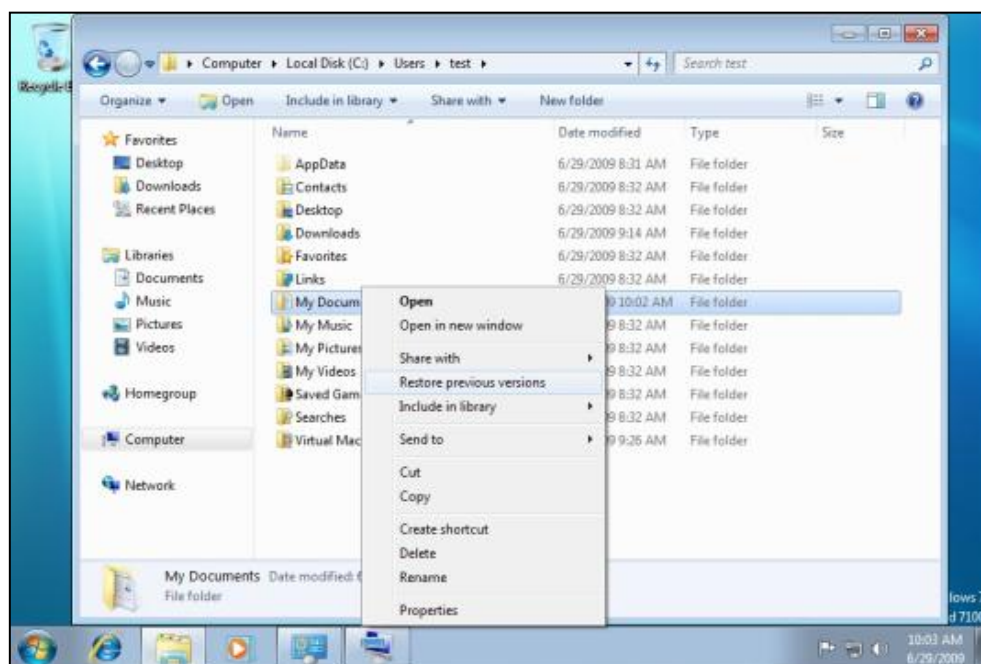 Computer ▸ Local Disk (C:) ▸ Users ▸ test ▸
Search test
Organize
Open
Include in library
Share with
New folder
Name
Date modified
Type
Size
Favorites
Desktop
Downloads
Recent Places
Libraries
Documents
Music
Pictures
Videos
Homegroup
Computer
Network
AppData 6/29/2009 8:31 AM File folder
Contacts 6/29/2009 8:32 AM File folder
Desktop 6/29/2009 8:32 AM File folder
Downloads 6/29/2009 9:14 AM File folder
Favorites 6/29/2009 8:32 AM File folder
Links 6/29/2009 8:32 AM File folder
My Docum 10:02 AM File folder
My Music 8:32 AM File folder
My Pictures 8:32 AM File folder
My Videos 8:32 AM File folder
Saved Gam 8:32 AM File folder
Searches 8:32 AM File folder
Virtual Mac 9:26 AM File folder
Open
Open in new window
Share with
Restore previous versions
Include in library
Send to
Cut
Copy
Create shortcut
Delete
Rename
Properties
My Documents Date modified:
File folder
10:03 AM
6/29/2009